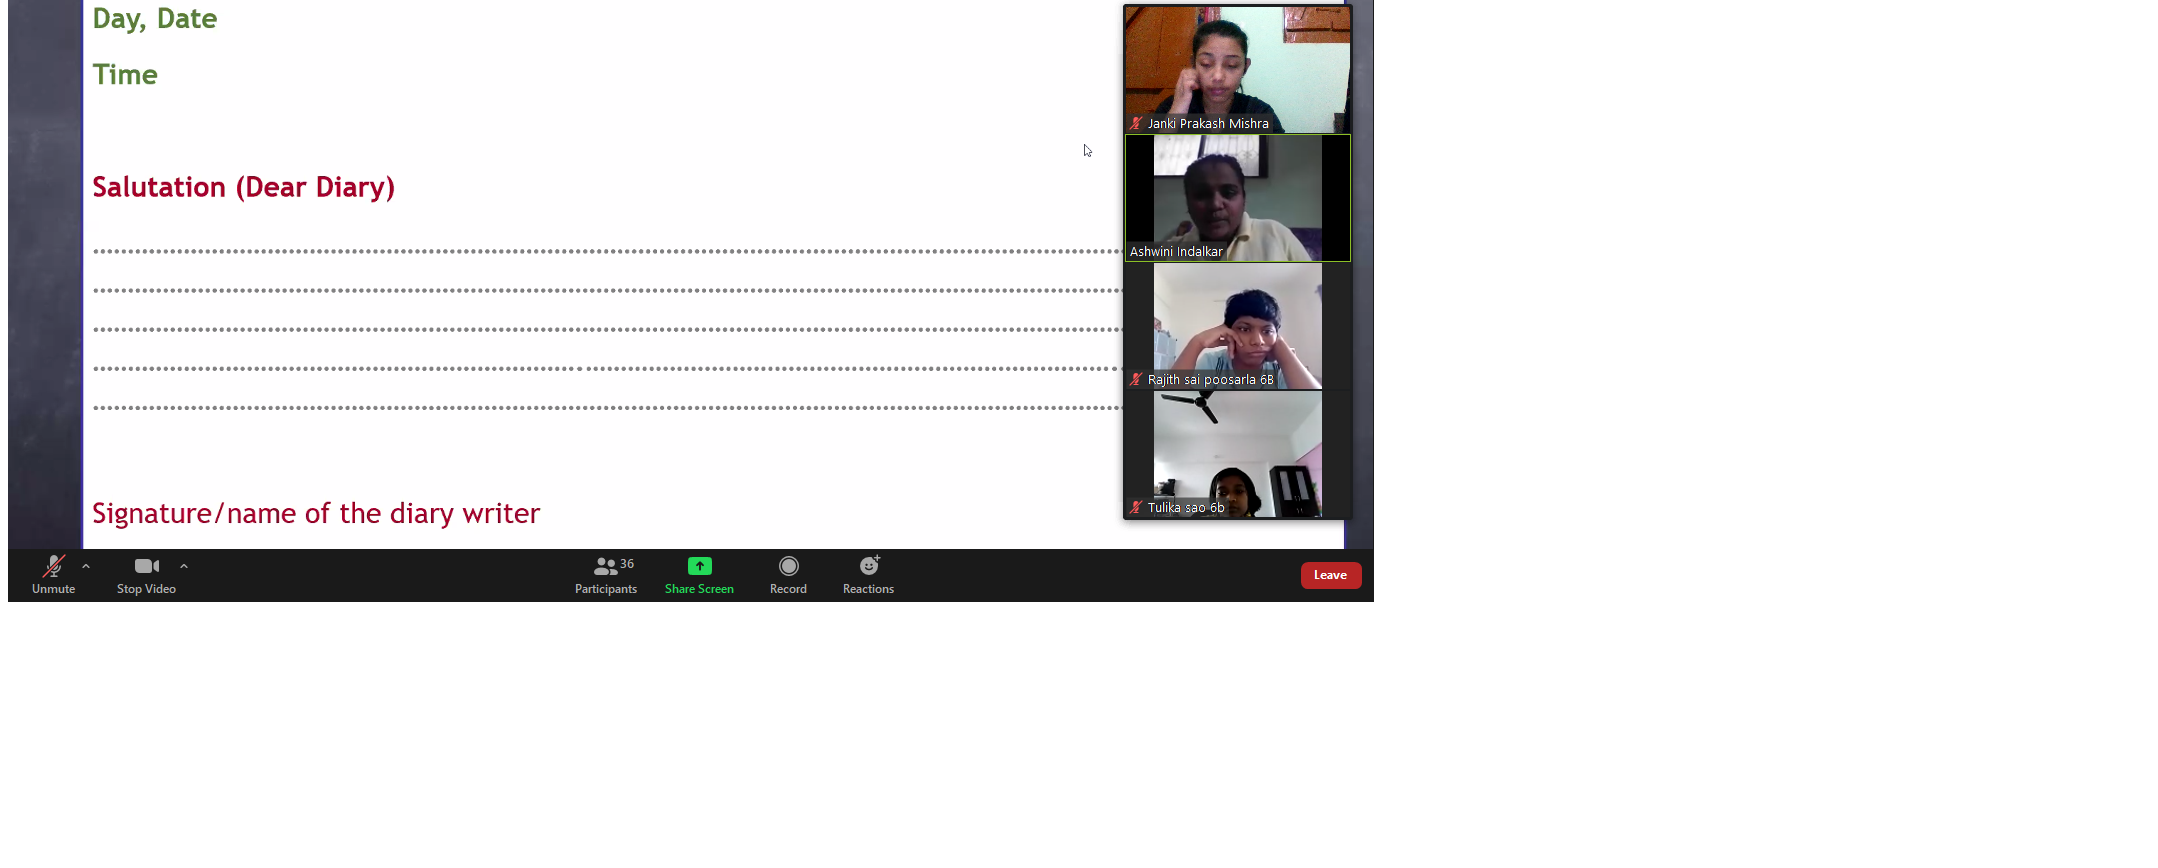 Day, Date
Time
Salutation (Dear Diary)
................................................................................
................................................................................
................................................................................
................................................................................
................................................................................
Signature/name of the diary writer
Janki Prakash Mishra
Ashwini Indalkar
Rajith sai poosarla 6B
Tulika sao 6b
Unmute
Stop Video
36
Participants
Share Screen
Record
Reactions
Leave